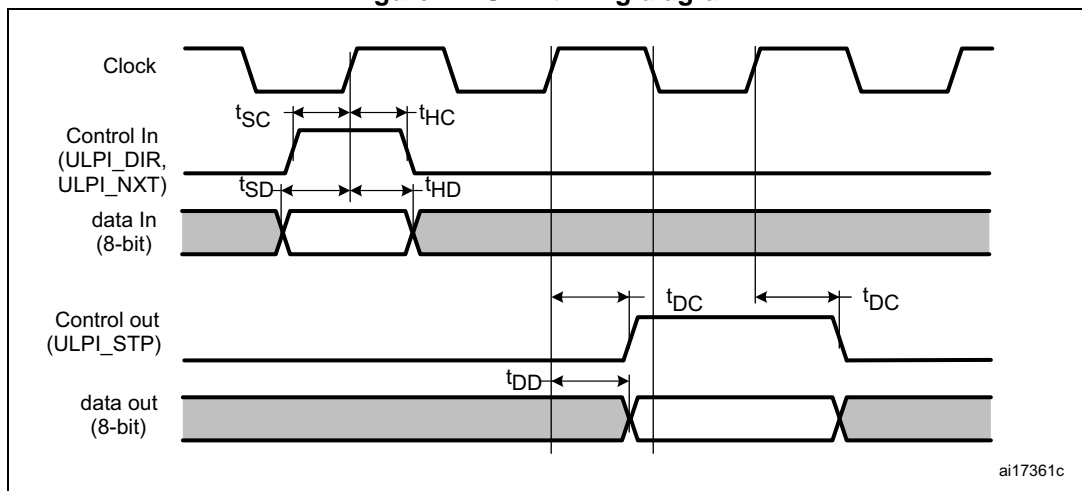 Clock
tSC
tHC
Control In
(ULPI_DIR,
ULPI_NXT)
tSD
tHD
data In
(8-bit)
tDC
tDC
Control out
(ULPI_STP)
tDD
data out
(8-bit)
ai17361c